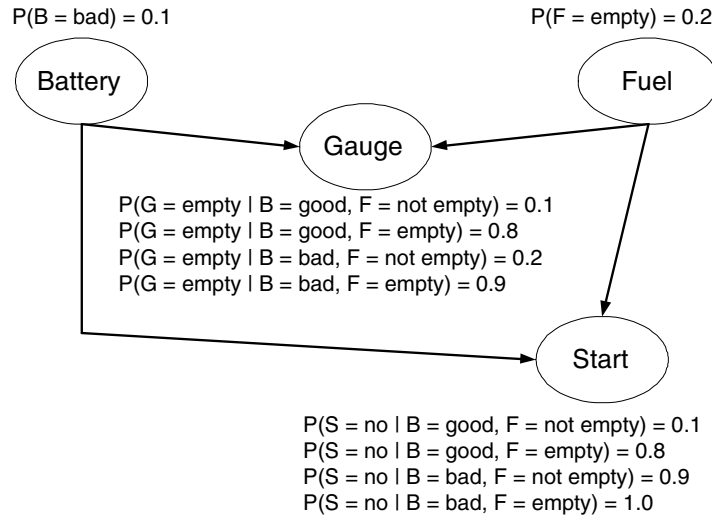 P(B = bad) = 0.1
P(F = empty) = 0.2
Battery
Fuel
Gauge
P(G = empty | B = good, F = not empty) = 0.1
P(G = empty | B = good, F = empty) = 0.8
P(G = empty | B = bad, F = not empty) = 0.2
P(G = empty | B = bad, F = empty) = 0.9
Start
P(S = no | B = good, F = not empty) = 0.1
P(S = no | B = good, F = empty) = 0.8
P(S = no | B = bad, F = not empty) = 0.9
P(S = no | B = bad, F = empty) = 1.0